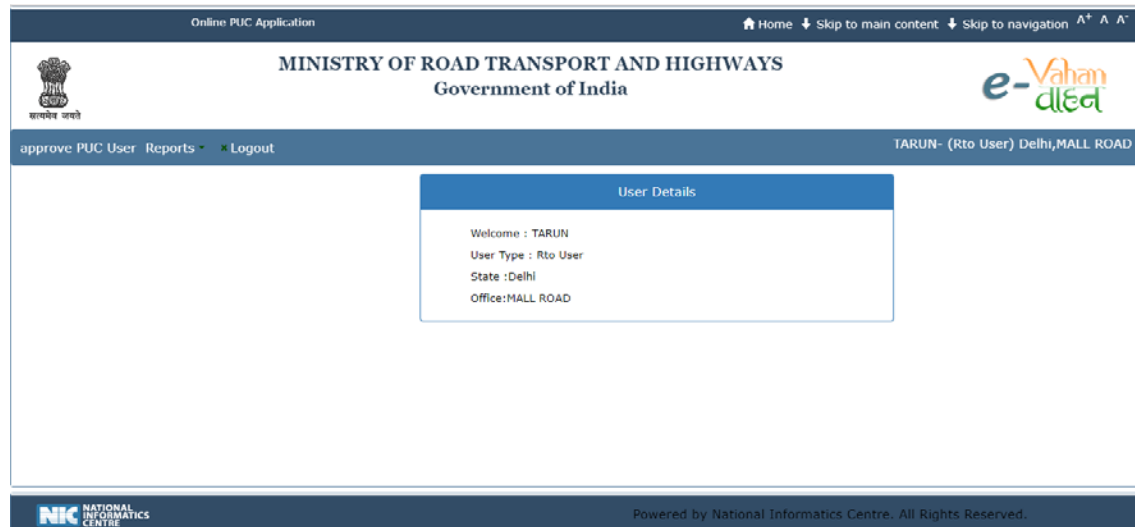 Online PUC Application
Home Skip to main content Skip to navigation A+ A A-
MINISTRY OF ROAD TRANSPORT AND HIGHWAYS
Government of India
सत्यमेव जयते
e-Vahan
वाहन
approve PUC User Reports Logout
TARUN- (Rto User) Delhi,MALL ROAD
User Details
Welcome : TARUN
User Type : Rto User
State :Delhi
Office:MALL ROAD
NIC NATIONAL
INFORMATICS
CENTRE
Powered by National Informatics Centre. All Rights Reserved.